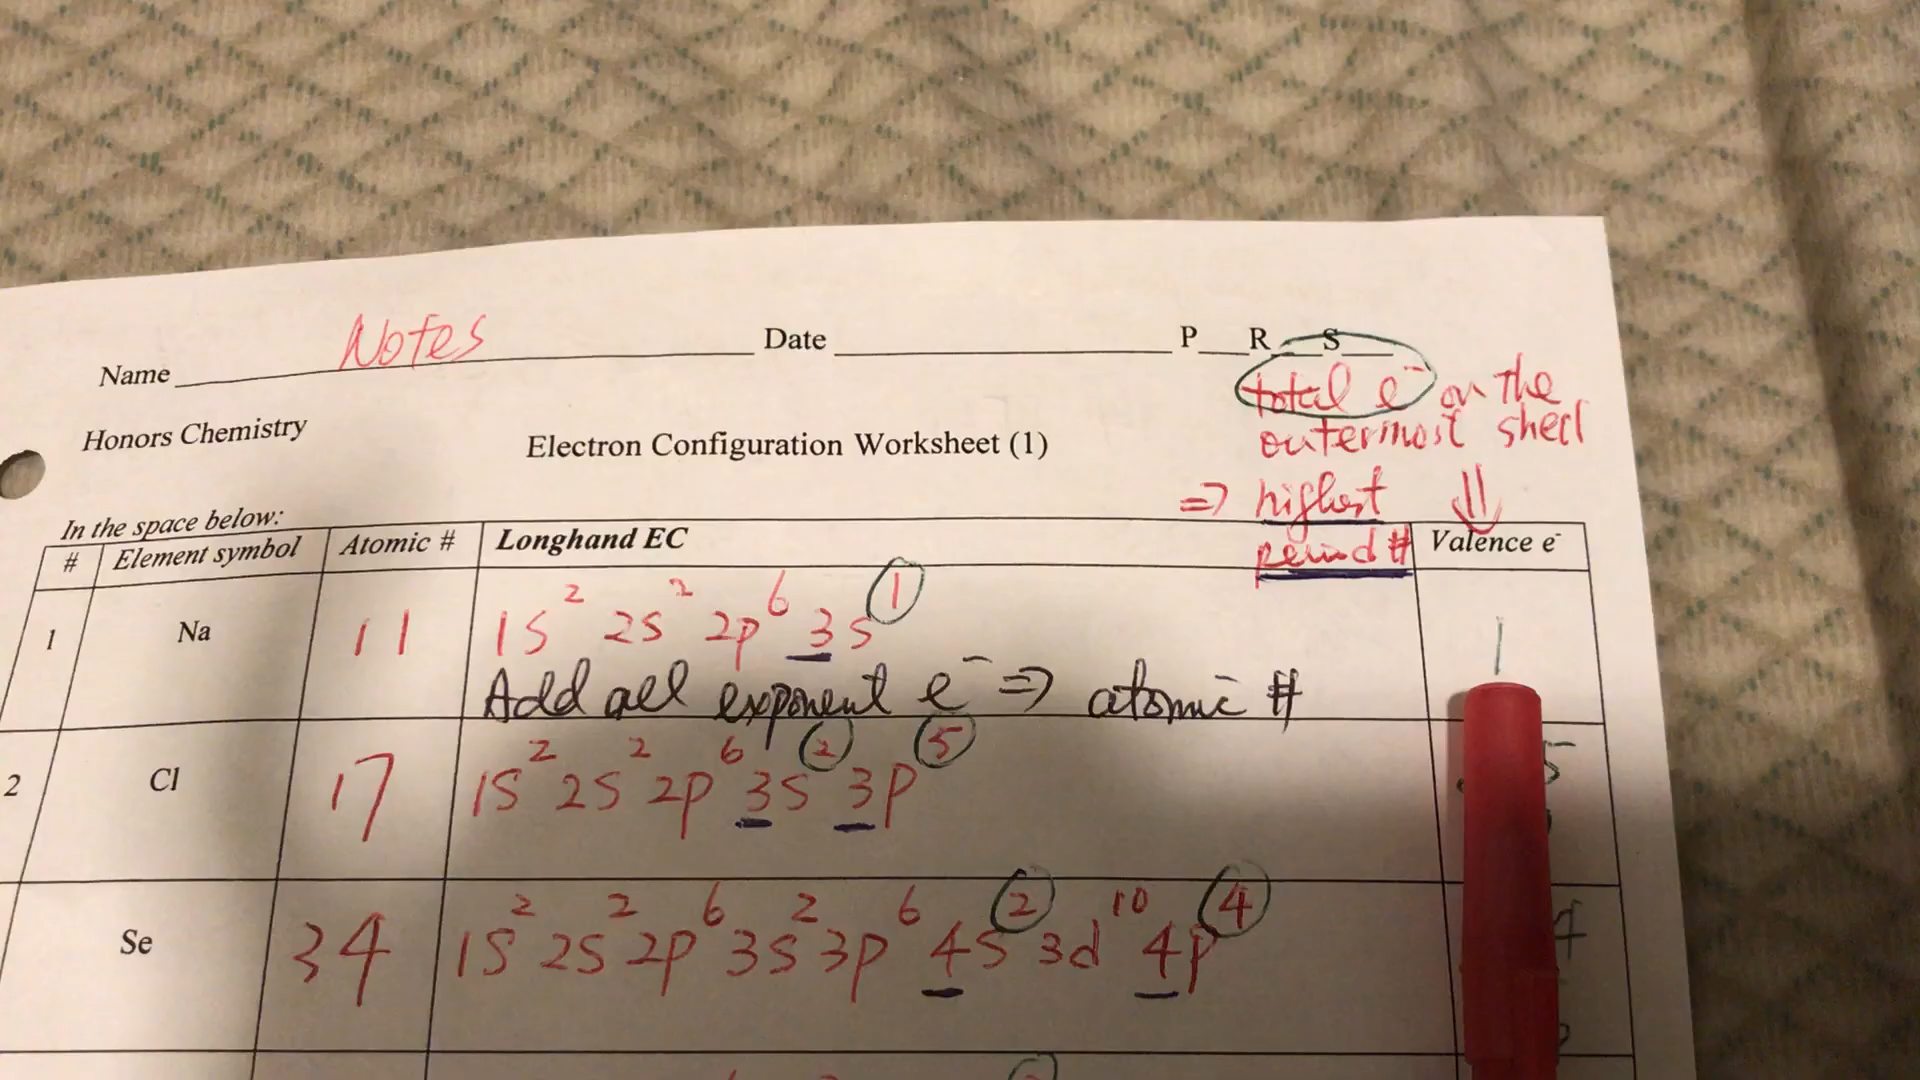 Name Notes Date P R S
total e⁻ on the
outermost shell
Honors Chemistry
Electron Configuration Worksheet (1)
⇒ highest ⇓
period #
In the space below:
# Element symbol Atomic # Longhand EC Valence e⁻
1 Na 11 1s² 2s² 2p⁶ 3s¹ 1
Add all exponent e⁻ ⇒ atomic #
2 Cl 17 1s² 2s² 2p⁶ 3s² 3p⁵ 5
Se 34 1s² 2s² 2p⁶ 3s² 3p⁶ 4s² 3d¹⁰ 4p⁴ 4